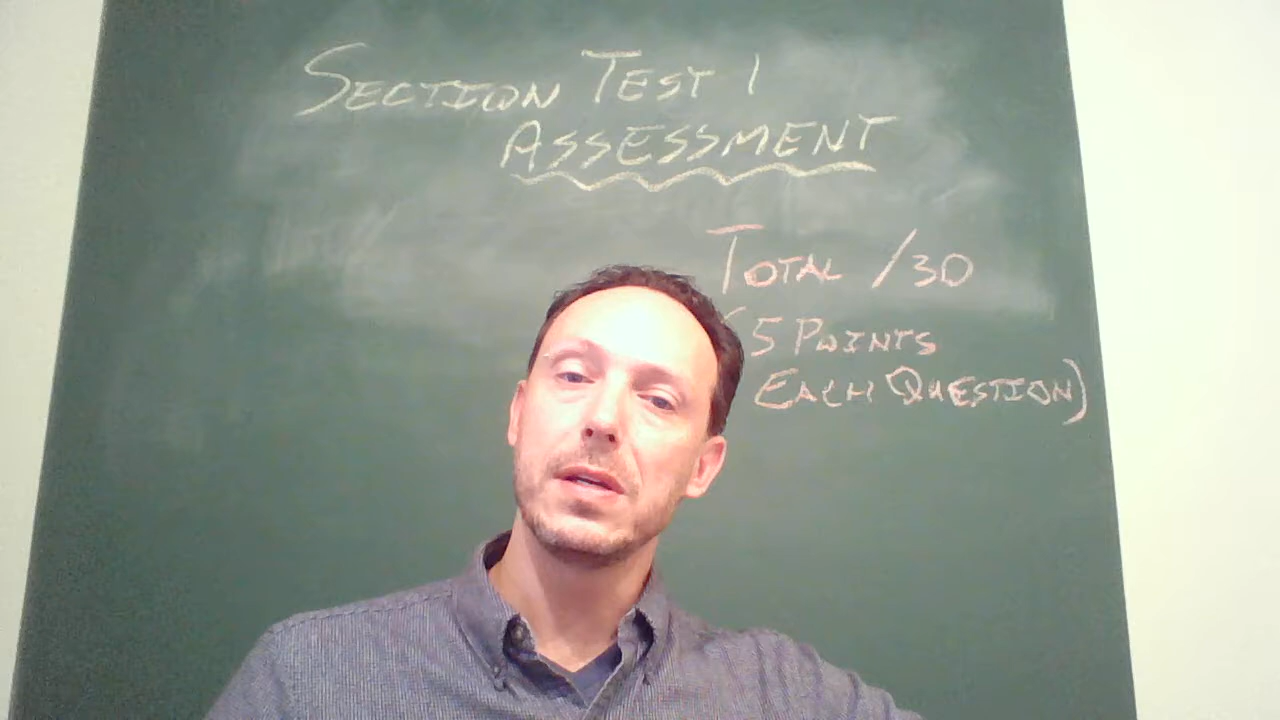 SECTION TEST 1
ASSESSMENT
TOTAL /30
(5 POINTS
EACH QUESTION)